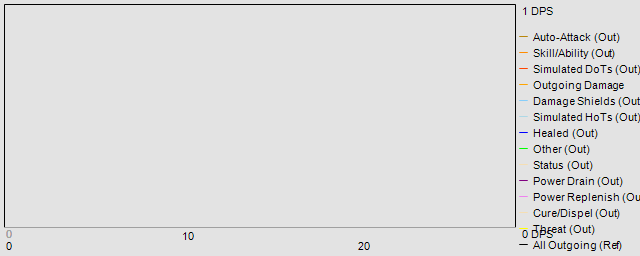 1 DPS
Auto-Attack (Out)
Skill/Ability (Out)
Simulated DoTs (Out)
Outgoing Damage
Damage Shields (Out
Simulated HoTs (Out)
Healed (Out)
Other (Out)
Status (Out)
Power Drain (Out)
Power Replenish (Ou
Cure/Dispel (Out)
Threat (Out)
0 DPS
All Outgoing (Ref)
0
10
0
20